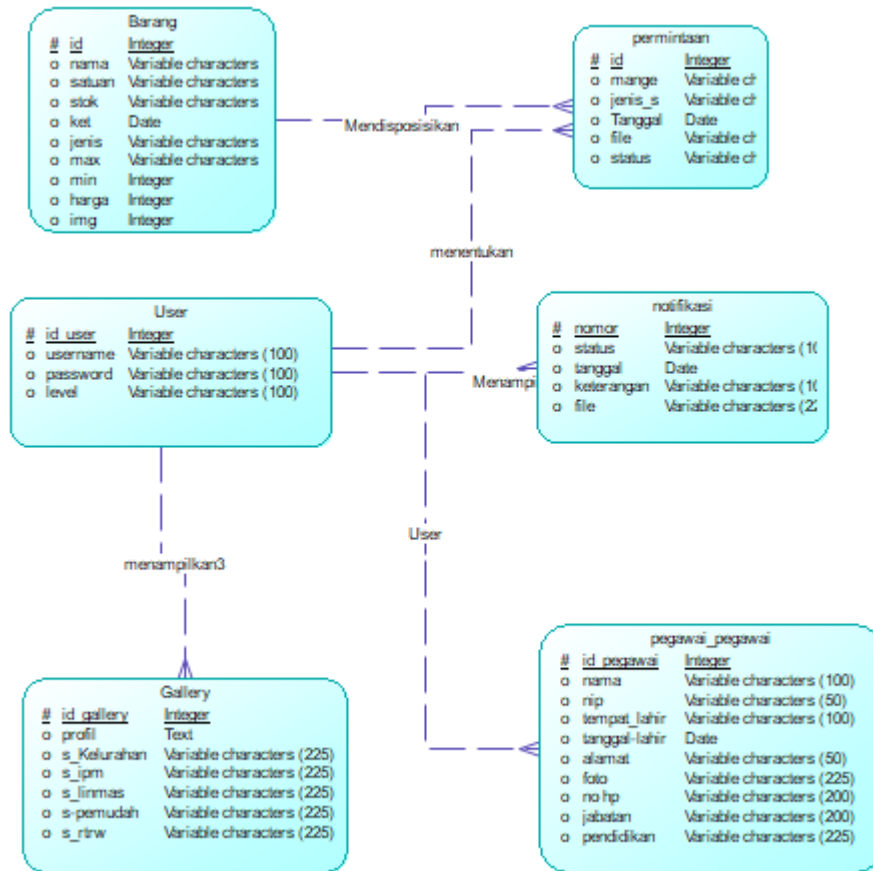 Barang
# id Integer
o nama Variable characters
o satuan Variable characters
o stok Variable characters
o ket Date
o jenis Variable characters
o max Variable characters
o min Integer
o harga Integer
o img Integer
permintaan
# id Integer
o mange Variable ch
o jenis_s Variable ch
o Tanggal Date
o file Variable ch
o status Variable ch
Mendisposisikan
menentukan
User
# id_user Integer
o username Variable characters (100)
o password Variable characters (100)
o level Variable characters (100)
notifikasi
# nomor Integer
o status Variable characters (10
o tanggal Date
o keterangan Variable characters (10
o file Variable characters (22
Menampi
User
menampilkan3
Gallery
# id_gallery Integer
o profil Text
o s_Kelurahan Variable characters (225)
o s_ipm Variable characters (225)
o s_linmas Variable characters (225)
o s-pemudah Variable characters (225)
o s_rtrw Variable characters (225)
pegawai_pegawai
# id_pegawai Integer
o nama Variable characters (100)
o nip Variable characters (50)
o tempat_lahir Variable characters (100)
o tanggal-lahir Date
o alamat Variable characters (50)
o foto Variable characters (225)
o no hp Variable characters (200)
o jabatan Variable characters (200)
o pendidikan Variable characters (225)